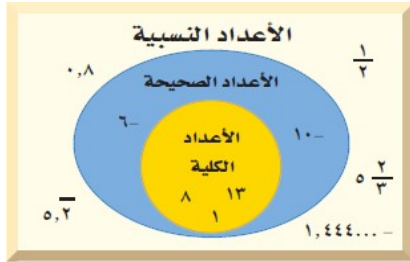 الأعداد النسبية
١/٢
٠,٨
الأعداد الصحيحة
٦-
١٠-
الأعداد
الكلية
٥ ٢/٣
٨ ١٣
١
٥,٢̅
١,٤٤٤...-